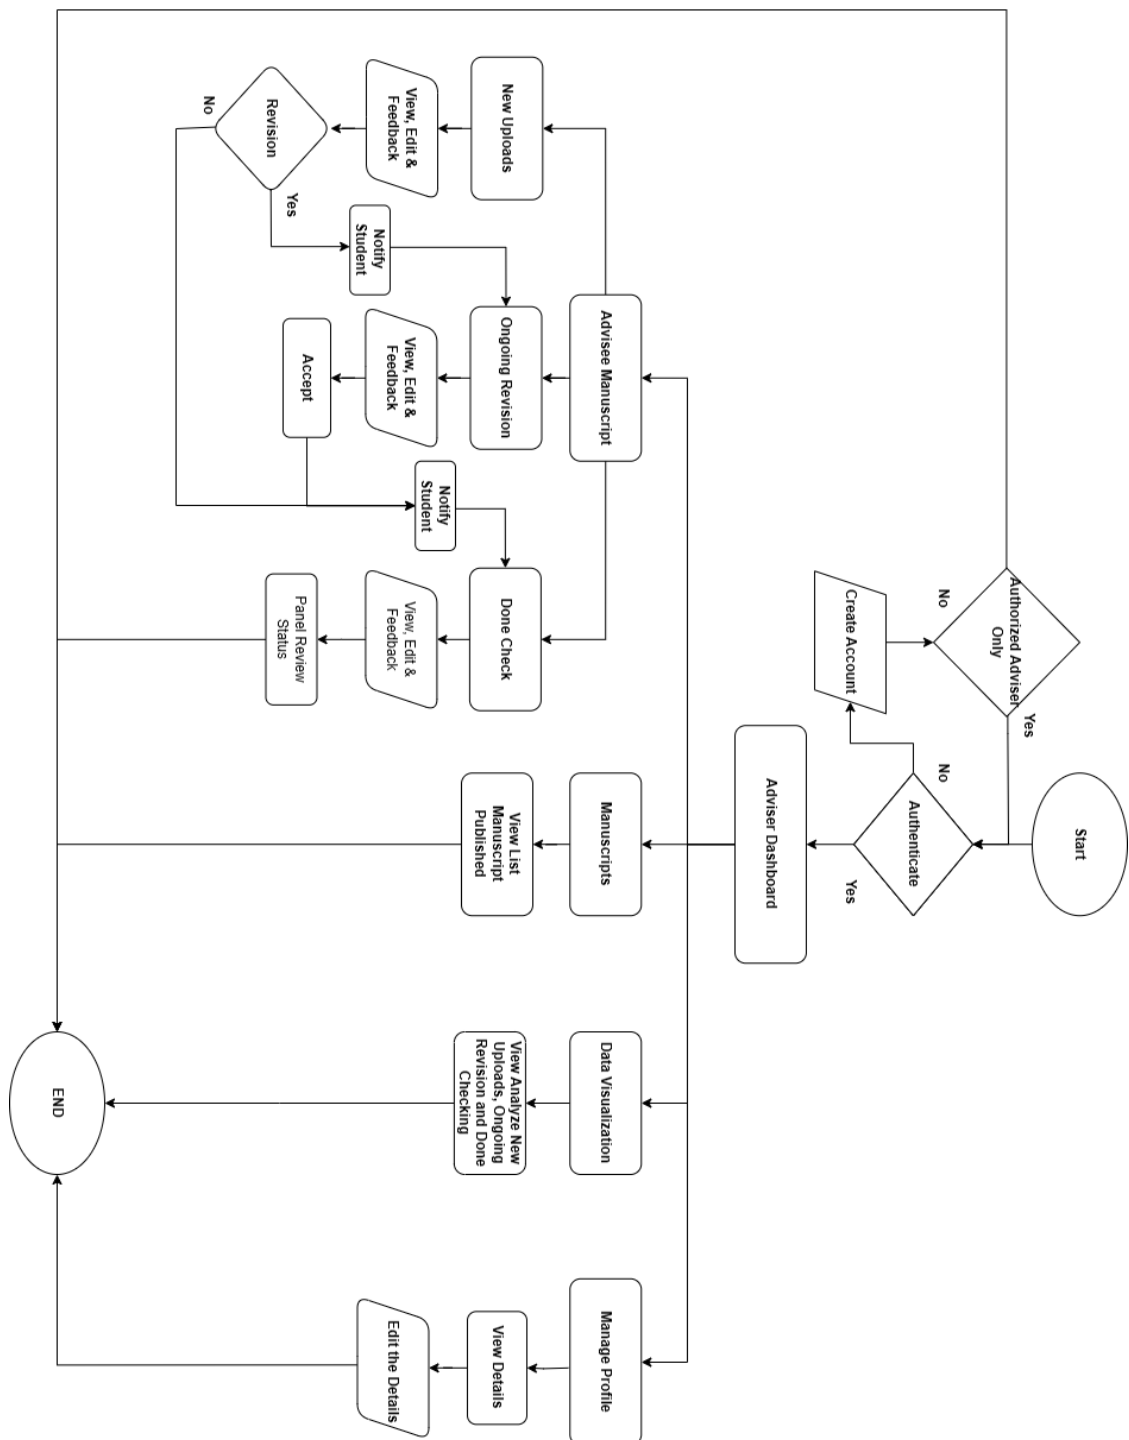 Start
Authenticate
No
Yes
Authorized Adviser
Only
No
Yes
Create Account
Adviser Dashboard
Advisee Manuscript
Manuscripts
Data Visualization
Manage Profile
New Uploads
View, Edit &
Feedback
Revision
No
Yes
Notify
Student
Ongoing Revision
View, Edit &
Feedback
Accept
Notify
Student
Done Check
View, Edit &
Feedback
Panel Review
Status
View List
Manuscript
Published
View Analyze New
Uploads, Ongoing
Revision and Done
Checking
View Details
Edit the Details
END